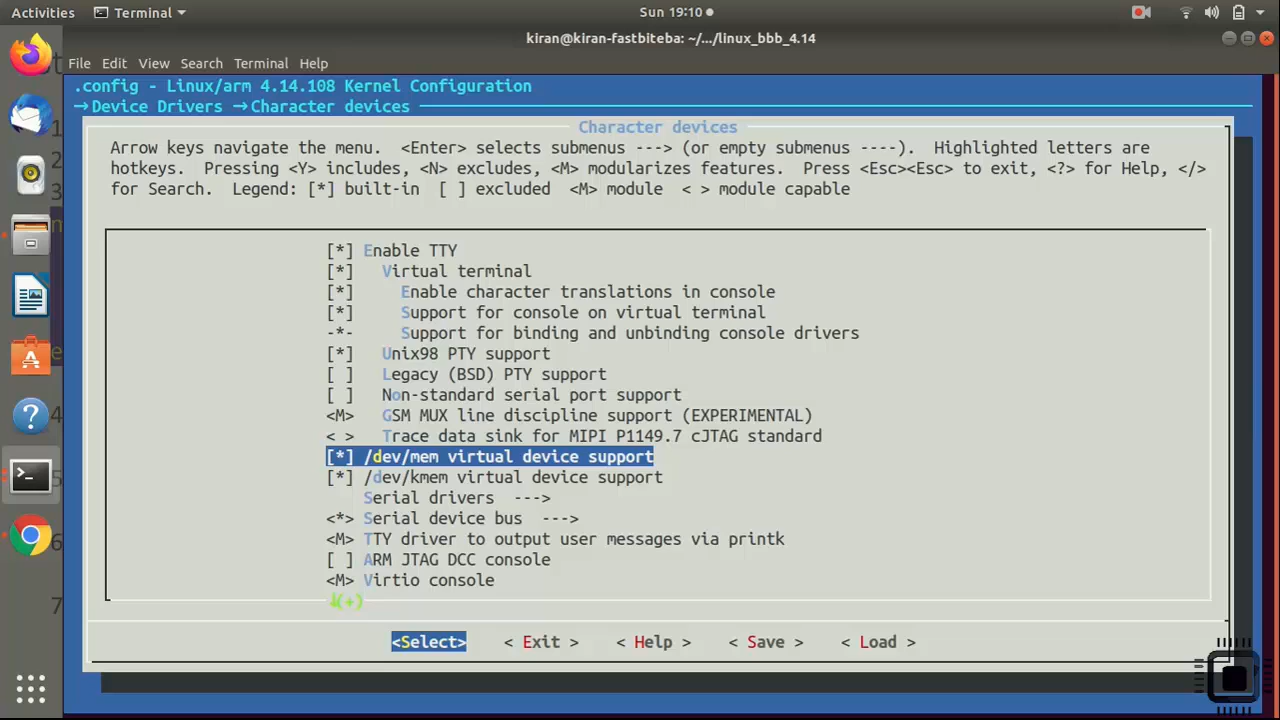 Activities Terminal Sun 19:10
kiran@kiran-fastbiteba: ~/.../linux_bbb_4.14
File Edit View Search Terminal Help
.config - Linux/arm 4.14.108 Kernel Configuration
→Device Drivers →Character devices
Character devices
Arrow keys navigate the menu. <Enter> selects submenus ---> (or empty submenus ----). Highlighted letters are
hotkeys. Pressing <Y> includes, <N> excludes, <M> modularizes features. Press <Esc><Esc> to exit, <?> for Help, </>
for Search. Legend: [*] built-in [ ] excluded <M> module < > module capable
[*] Enable TTY
[*] Virtual terminal
[*] Enable character translations in console
[*] Support for console on virtual terminal
-*- Support for binding and unbinding console drivers
[*] Unix98 PTY support
[ ] Legacy (BSD) PTY support
[ ] Non-standard serial port support
<M> GSM MUX line discipline support (EXPERIMENTAL)
< > Trace data sink for MIPI P1149.7 cJTAG standard
[*] /dev/mem virtual device support
[*] /dev/kmem virtual device support
Serial drivers --->
<*> Serial device bus --->
<M> TTY driver to output user messages via printk
[ ] ARM JTAG DCC console
<M> Virtio console
↓(+)
<Select> < Exit > < Help > < Save > < Load >